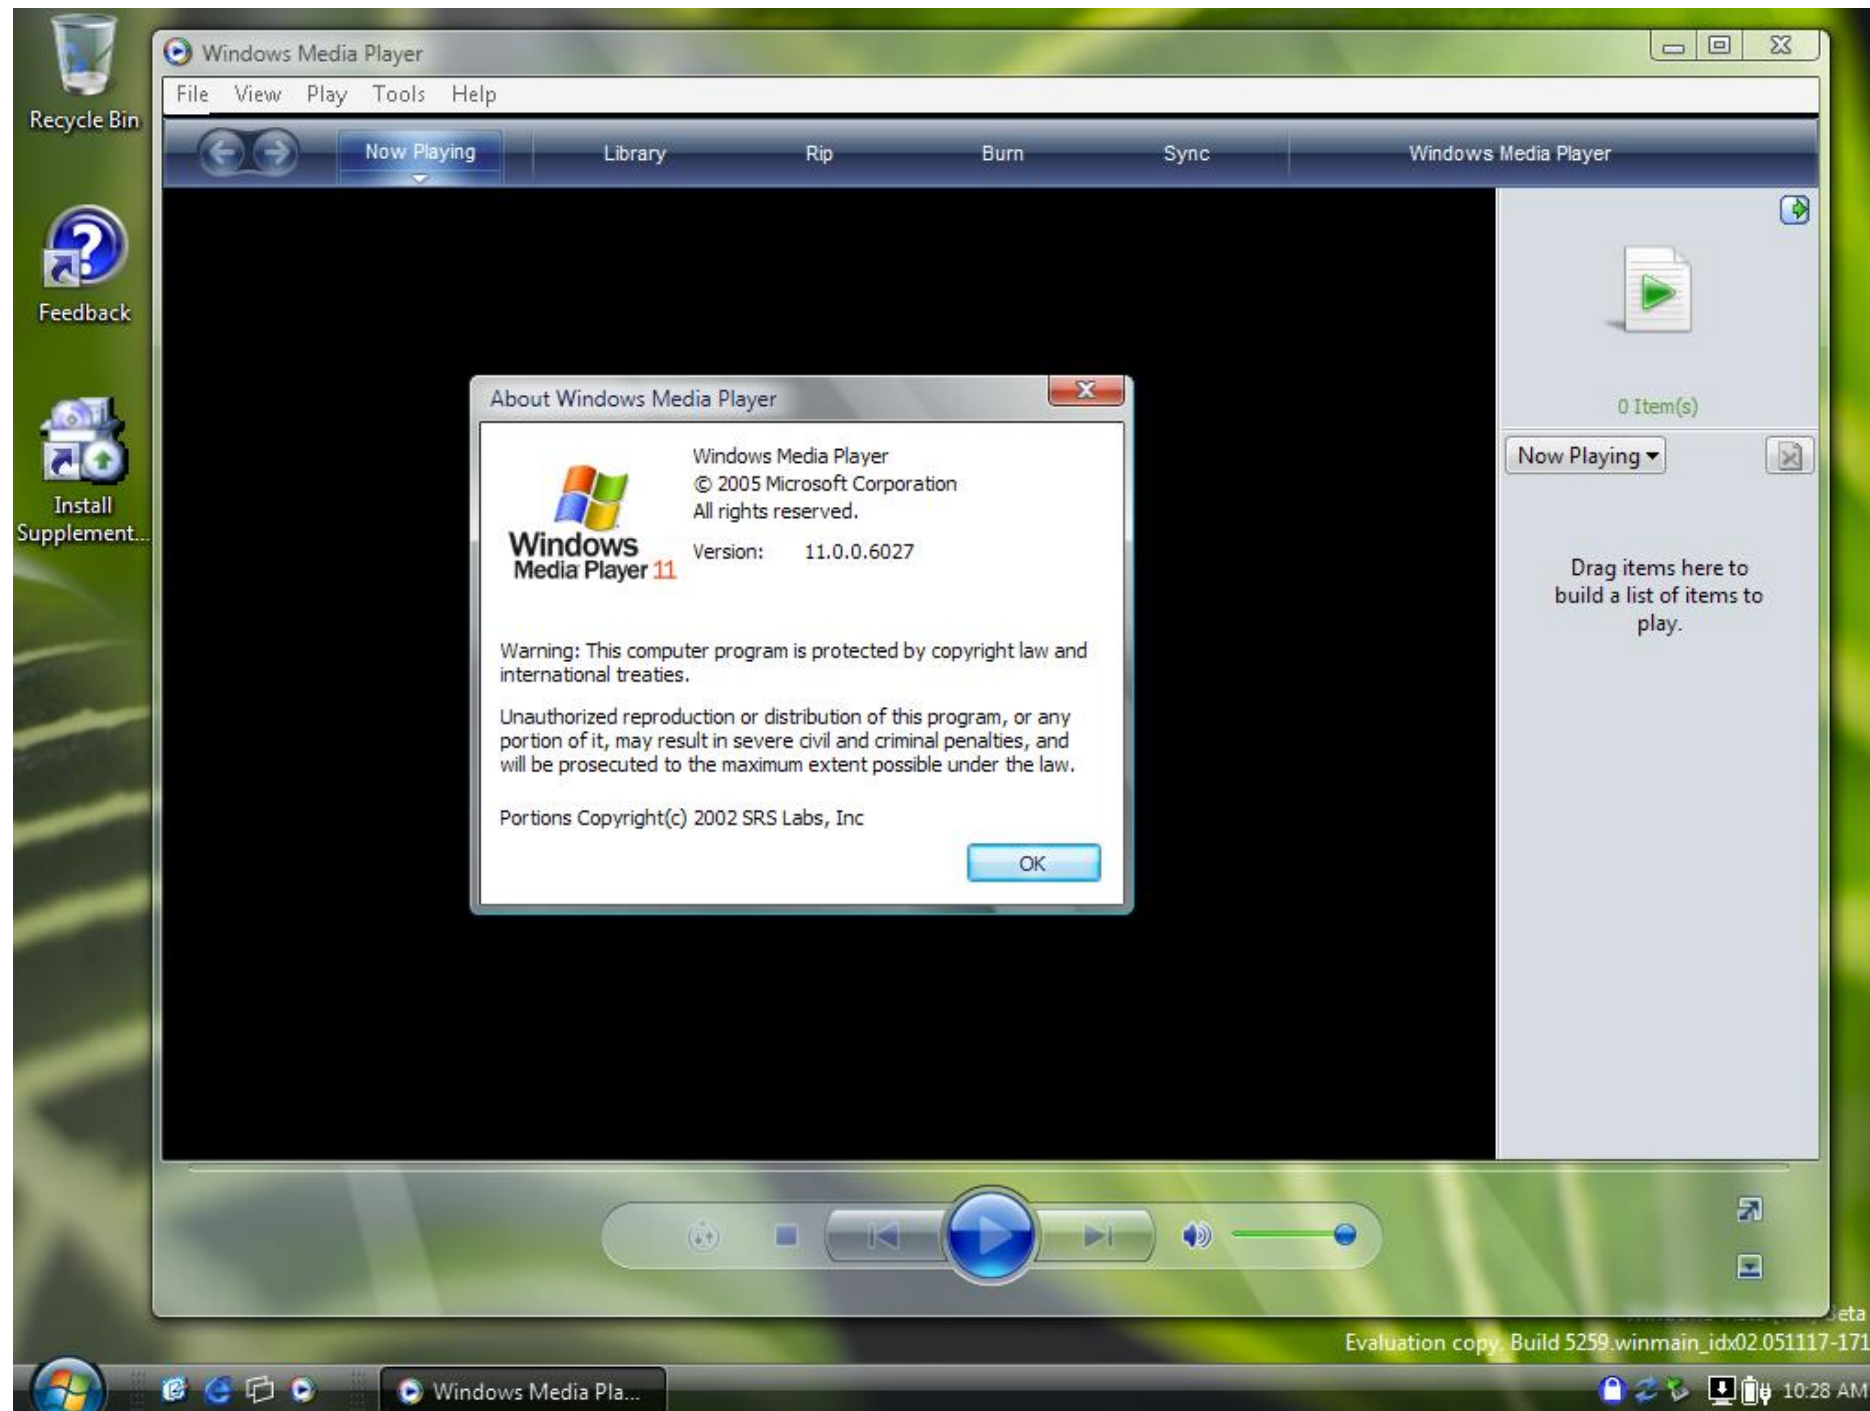 Recycle Bin
Feedback
Install
Supplement...
Windows Media Player
File View Play Tools Help
Now Playing Library Rip Burn Sync Windows Media Player
0 Item(s)
Now Playing
Drag items here to
build a list of items to
play.
About Windows Media Player
Windows
Media Player 11
Windows Media Player
© 2005 Microsoft Corporation
All rights reserved.
Version: 11.0.0.6027
Warning: This computer program is protected by copyright law and
international treaties.
Unauthorized reproduction or distribution of this program, or any
portion of it, may result in severe civil and criminal penalties, and
will be prosecuted to the maximum extent possible under the law.
Portions Copyright(c) 2002 SRS Labs, Inc
OK
eta
Evaluation copy. Build 5259.winmain_idx02.051117-171
Windows Media Pla...
10:28 AM